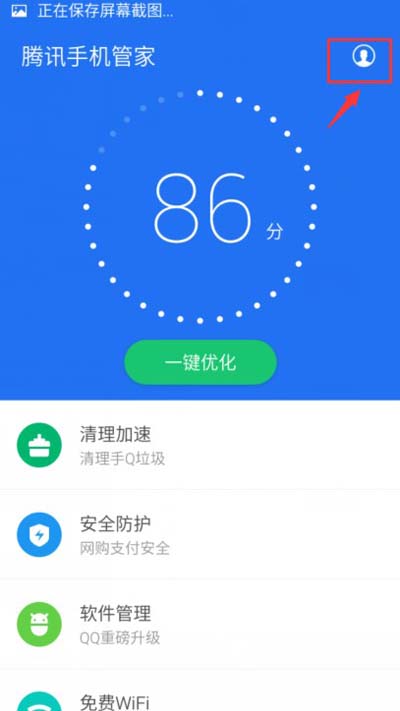 正在保存屏幕截图...
腾讯手机管家
86分
一键优化
清理加速
清理手Q垃圾
安全防护
网购支付安全
软件管理
QQ重磅升级
免费WiFi